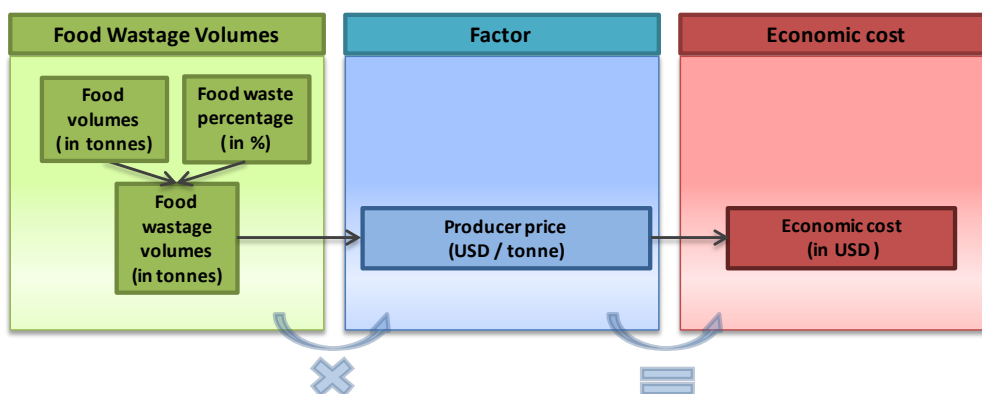 Food Wastage Volumes
Factor
Economic cost
Food
volumes
(in tonnes)
Food waste
percentage
(in %)
Food
wastage
volumes
(in tonnes)
Producer price
(USD / tonne)
Economic cost
(in USD )